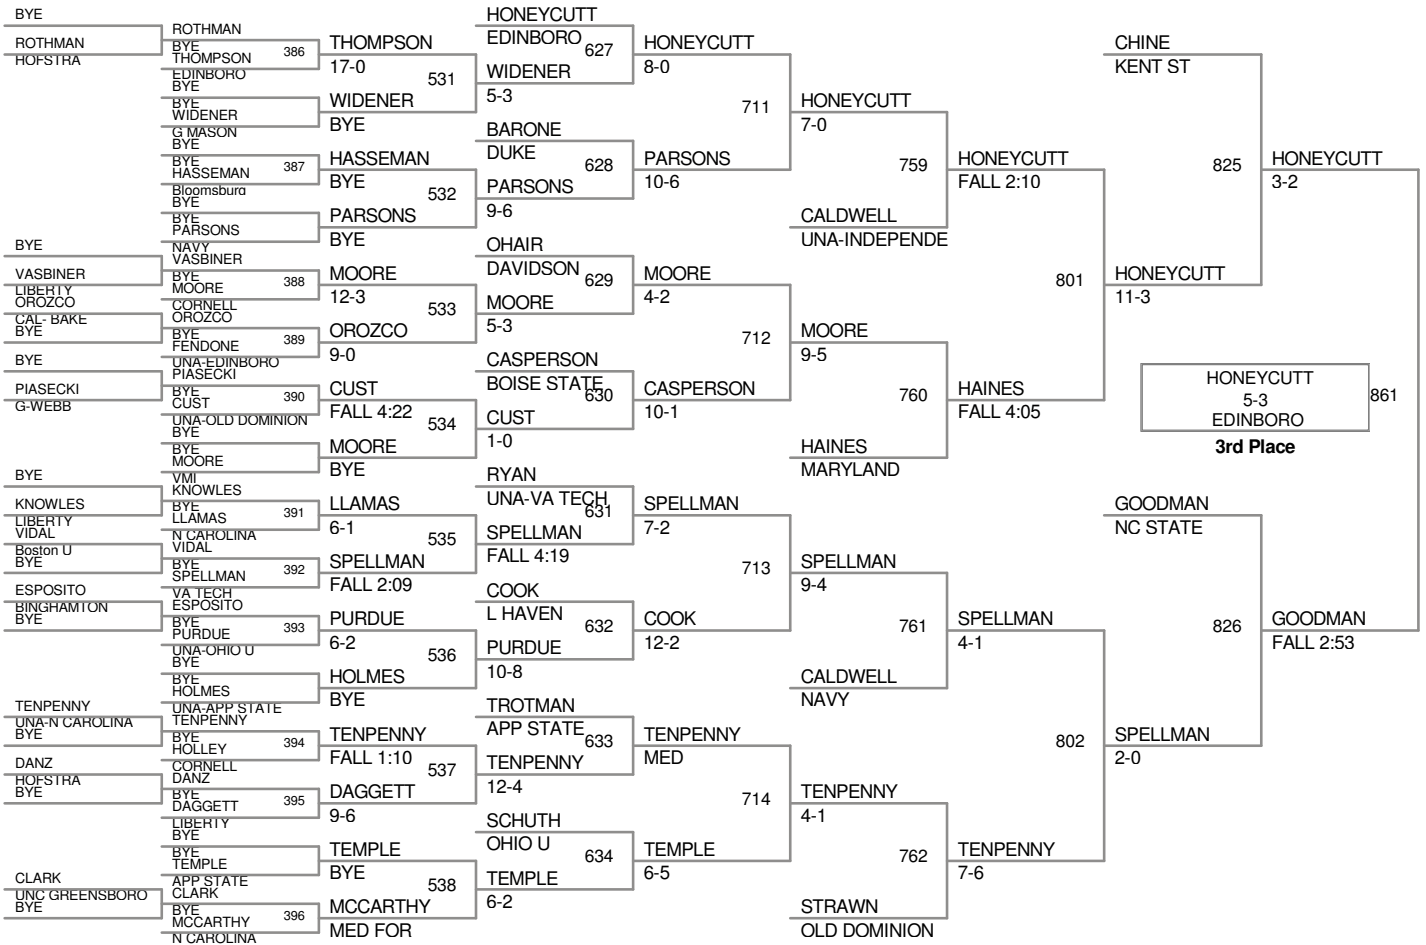 BYE
ROTHMAN
HOFSTRA
BYE
VASBINER
LIBERTY
OROZCO
CAL- BAKE
BYE
BYE
PIASECKI
G-WEBB
BYE
KNOWLES
LIBERTY
VIDAL
Boston U
BYE
ESPOSITO
BINGHAMTON
BYE
TENPENNY
UNA-N CAROLINA
BYE
DANZ
HOFSTRA
BYE
CLARK
UNC GREENSBORO
BYE
ROTHMAN
BYE
386
THOMPSON
EDINBORO
BYE
BYE
WIDENER
G MASON
BYE
BYE
387
HASSEMAN
Bloomsburg
BYE
BYE
PARSONS
NAVY
VASBINER
BYE
388
MOORE
CORNELL
OROZCO
BYE
389
FENDONE
UNA-EDINBORO
PIASECKI
BYE
390
CUST
UNA-OLD DOMINION
BYE
BYE
MOORE
VMI
KNOWLES
BYE
391
LLAMAS
N CAROLINA
VIDAL
BYE
392
SPELLMAN
VA TECH
ESPOSITO
BYE
393
PURDUE
UNA-OHIO U
BYE
BYE
HOLMES
UNA-APP STATE
TENPENNY
BYE
394
HOLLEY
CORNELL
DANZ
BYE
395
DAGGETT
LIBERTY
BYE
BYE
TEMPLE
APP STATE
CLARK
BYE
396
MCCARTHY
N CAROLINA
THOMPSON
17-0
531
WIDENER
BYE
HASSEMAN
BYE
532
PARSONS
BYE
MOORE
12-3
533
OROZCO
9-0
CUST
FALL 4:22
534
MOORE
BYE
LLAMAS
6-1
535
SPELLMAN
FALL 2:09
PURDUE
6-2
536
HOLMES
BYE
TENPENNY
FALL 1:10
537
DAGGETT
9-6
TEMPLE
BYE
538
MCCARTHY
MED FOR
HONEYCUTT
EDINBORO
627
WIDENER
5-3
BARONE
DUKE
628
PARSONS
9-6
OHAIR
DAVIDSON
629
MOORE
5-3
CASPERSON
BOISE STATE
630
CUST
1-0
RYAN
UNA-VA TECH
631
SPELLMAN
FALL 4:19
COOK
L HAVEN
632
PURDUE
10-8
TROTMAN
APP STATE
633
TENPENNY
12-4
SCHUTH
OHIO U
634
TEMPLE
6-2
HONEYCUTT
8-0
711
PARSONS
10-6
MOORE
4-2
712
CASPERSON
10-1
SPELLMAN
7-2
713
COOK
12-2
TENPENNY
MED
714
TEMPLE
6-5
HONEYCUTT
7-0
759
CALDWELL
UNA-INDEPENDE
MOORE
9-5
760
HAINES
MARYLAND
SPELLMAN
9-4
761
CALDWELL
NAVY
TENPENNY
4-1
762
STRAWN
OLD DOMINION
HONEYCUTT
FALL 2:10
801
HAINES
FALL 4:05
SPELLMAN
4-1
802
TENPENNY
7-6
CHINE
KENT ST
825
HONEYCUTT
11-3
GOODMAN
NC STATE
826
SPELLMAN
2-0
HONEYCUTT
3-2
HONEYCUTT
5-3
861
EDINBORO
3rd Place
GOODMAN
FALL 2:53